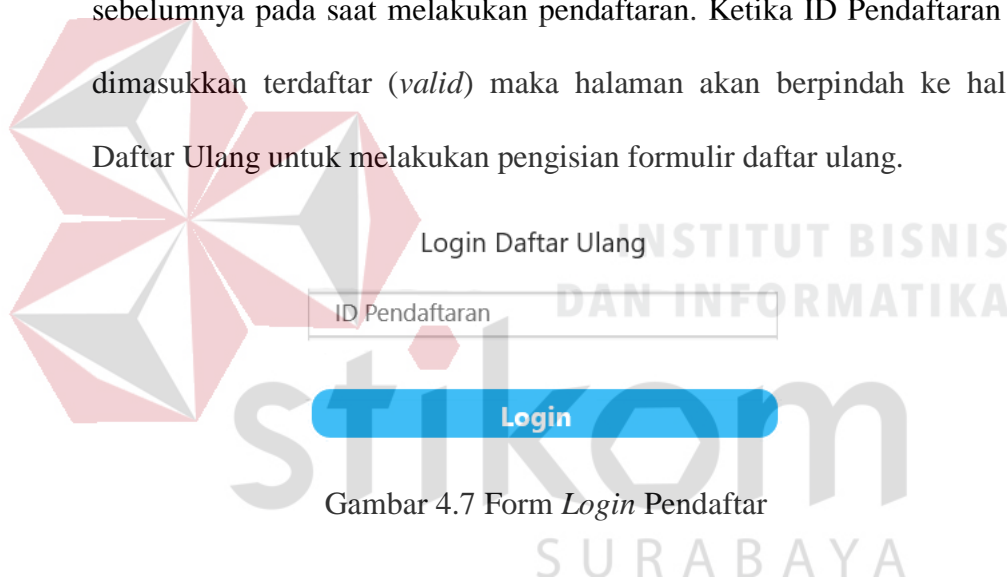 sebelumnya pada saat melakukan pendaftaran. Ketika ID Pendaftaran
dimasukkan terdaftar (valid) maka halaman akan berpindah ke hal
Daftar Ulang untuk melakukan pengisian formulir daftar ulang.
Login Daftar Ulang
INSTITUT BISNIS
DAN INFORMATIKA
ID Pendaftaran
stikom
Login
Gambar 4.7 Form Login Pendaftar
SURABAYA